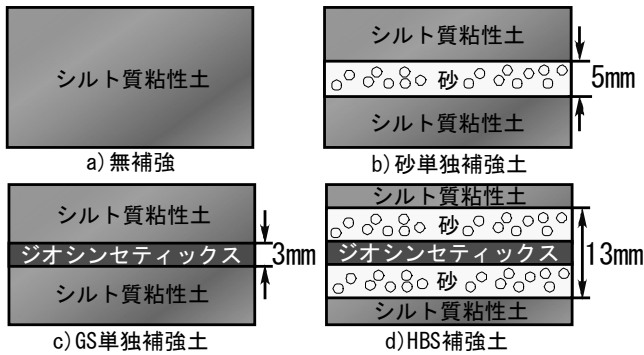 シルト質粘性土
a)無補強
シルト質粘性土
砂
5mm
シルト質粘性土
b)砂単独補強土
シルト質粘性土
ジオシンセティックス
3mm
シルト質粘性土
c)GS単独補強土
シルト質粘性土
砂
ジオシンセティックス
13mm
砂
シルト質粘性土
d)HBS補強土